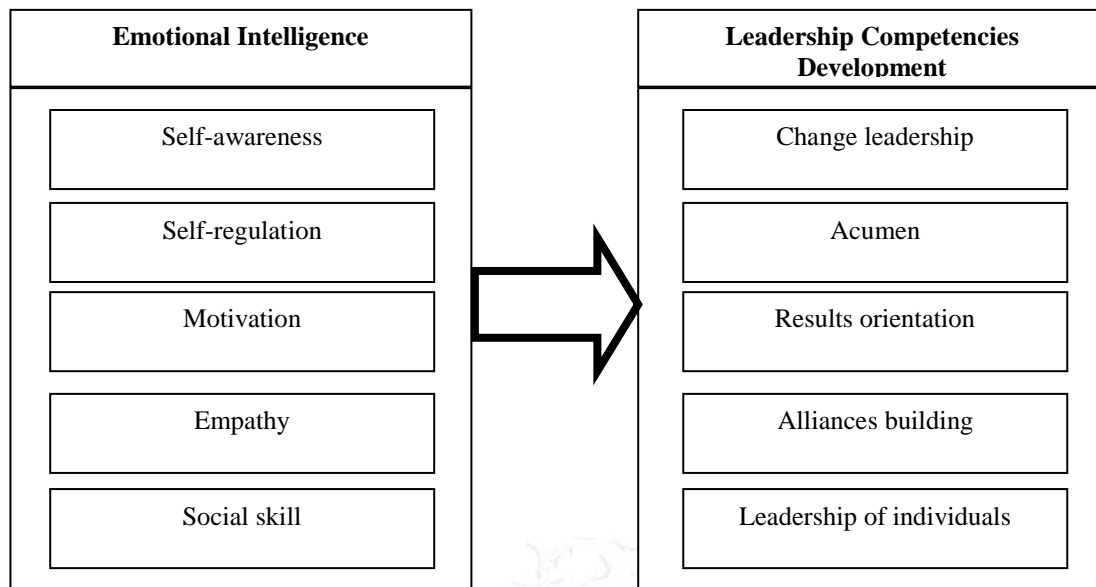 Emotional Intelligence
Self-awareness
Self-regulation
Motivation
Empathy
Social skill
Leadership Competencies
Development
Change leadership
Acumen
Results orientation
Alliances building
Leadership of individuals